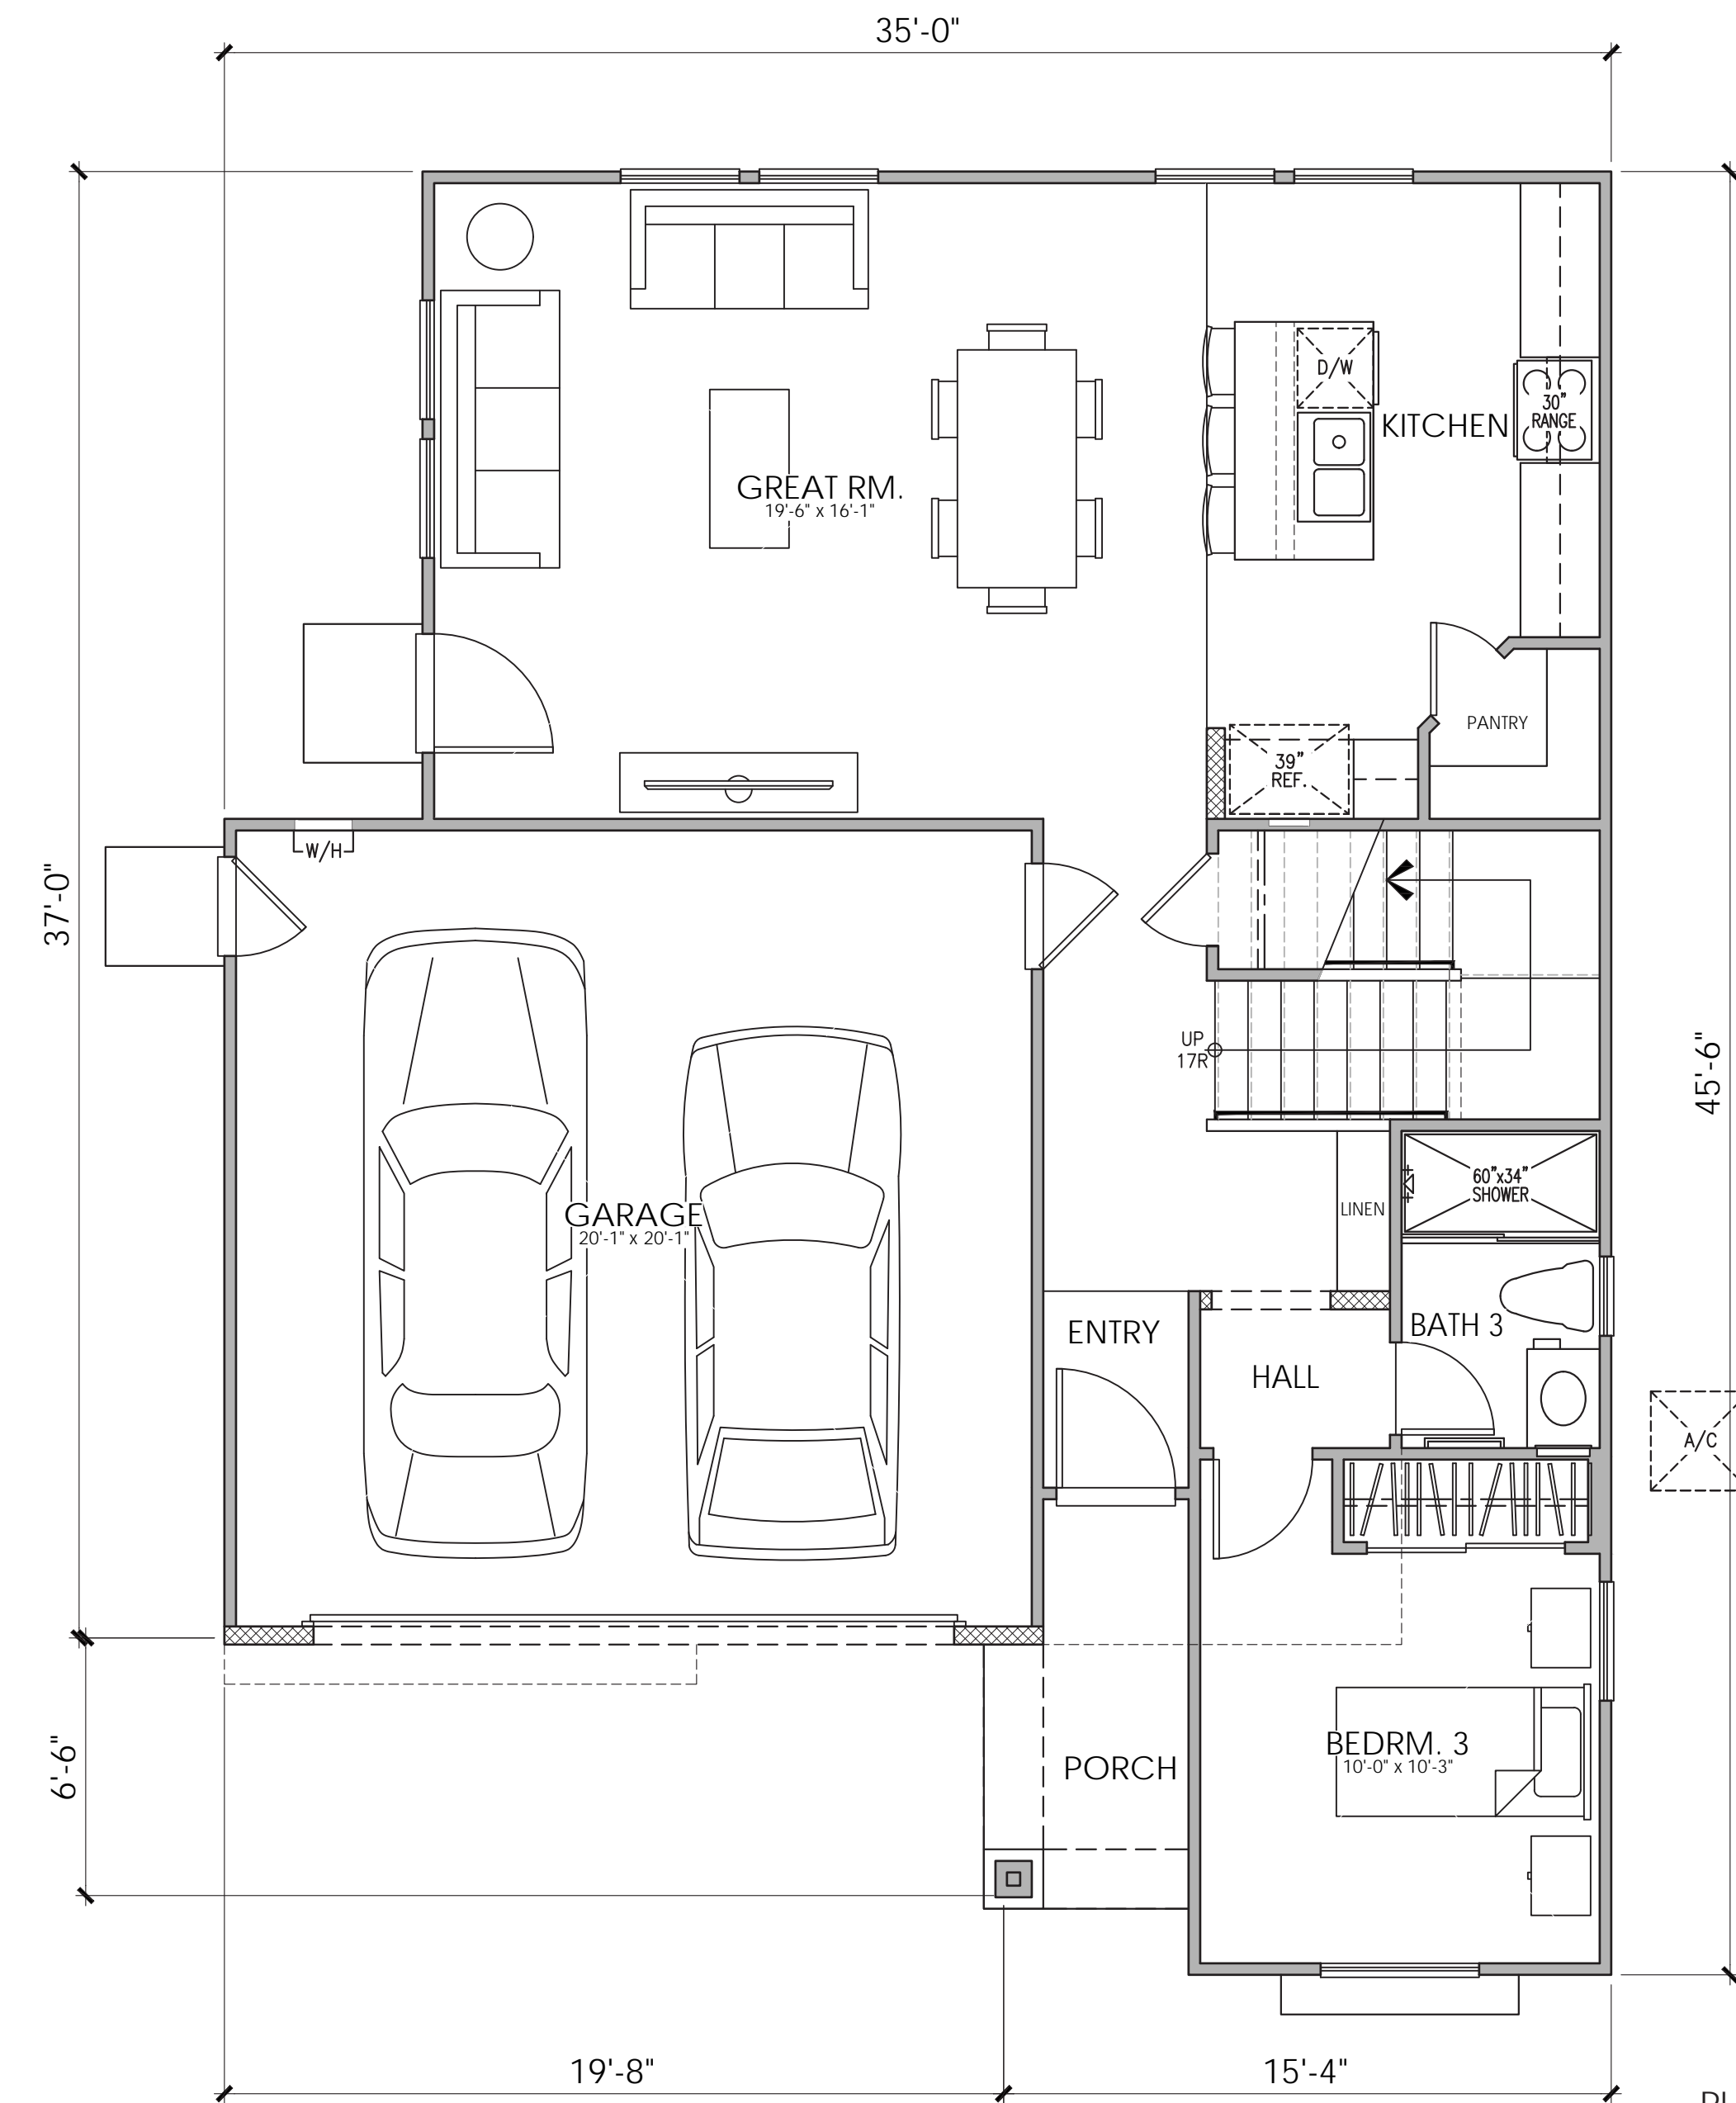 35'-0"
37'-0"
KITCHEN
D/W
30"
RANGE
GREAT RM.
19'-6" x 16'-1"
PANTRY
39"
REF.
W/H
UP
17R
45'-6"
60"x34"
SHOWER
LINEN
GARAGE
20'-1" x 20'-1"
ENTRY
BATH 3
HALL
A/C
6'-6"
PORCH
BEDRM. 3
10'-0" x 10'-3"
19'-8"
15'-4"